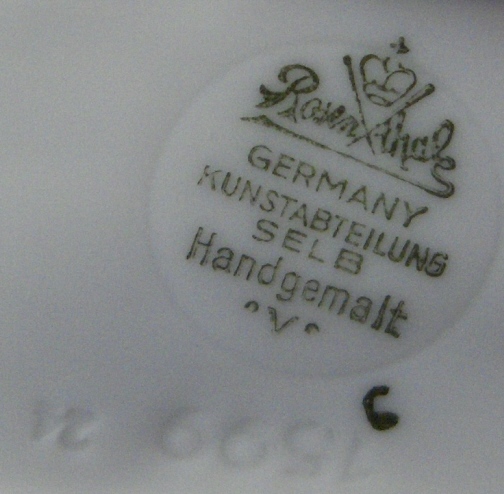 Rosenthal
GERMANY
KUNSTABTEILUNG
SELB
Handgemalt
°V°